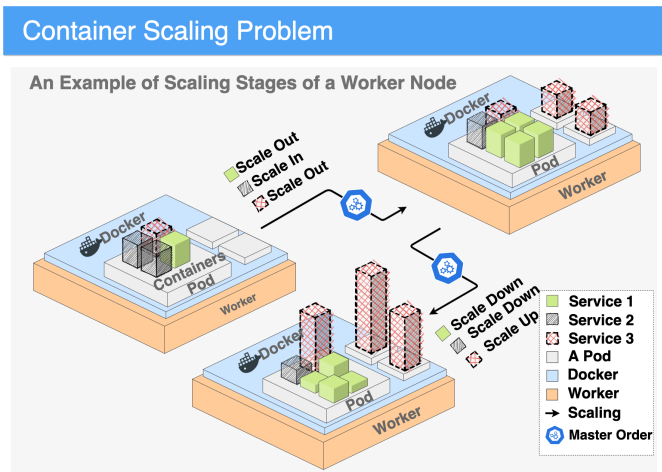 Container Scaling Problem
An Example of Scaling Stages of a Worker Node
Scale Out
Scale In
Scale Out
Docker
Pod
Worker
Docker
Containers
Pod
Worker
Scale Down
Scale Down
Scale Up
Docker
Pod
Worker
Service 1
Service 2
Service 3
A Pod
Docker
Worker
Scaling
Master Order